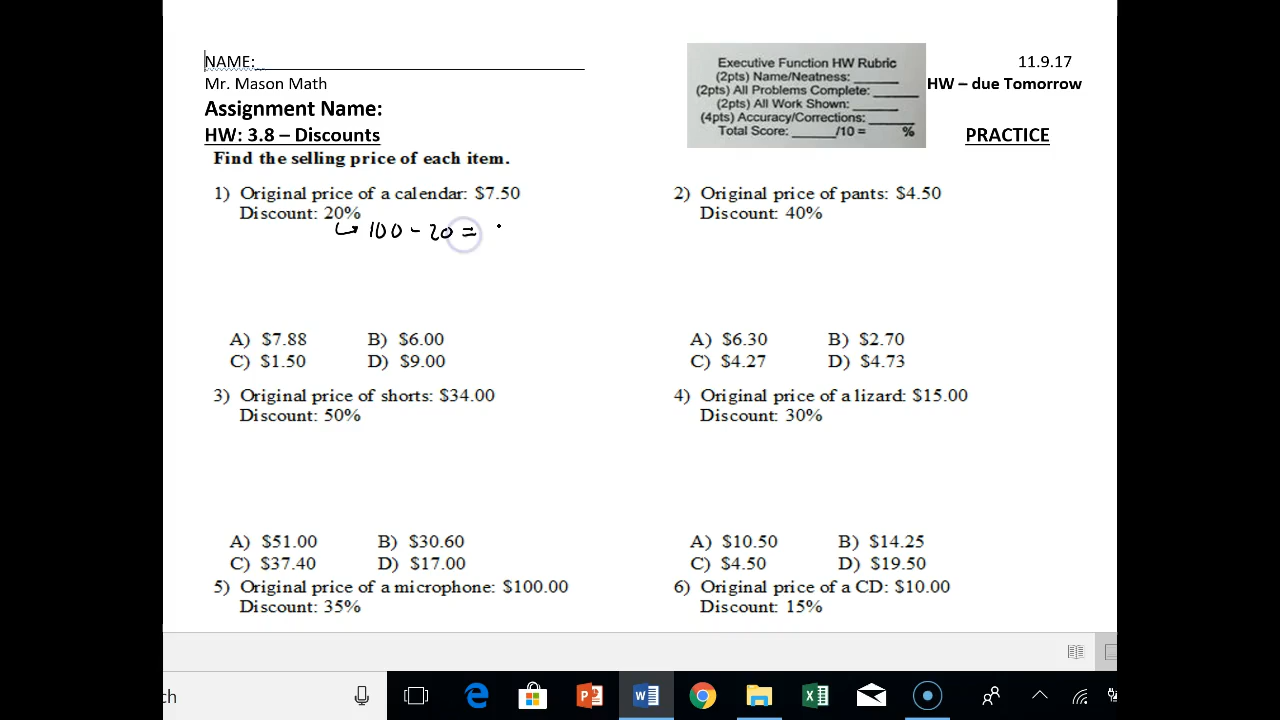 NAME:
Mr. Mason Math
Assignment Name:
HW: 3.8 – Discounts
Executive Function HW Rubric
(2pts) Name/Neatness: ______
(2pts) All Problems Complete: ______
(2pts) All Work Shown: ______
(4pts) Accuracy/Corrections: ______
Total Score: ______/10 = %
11.9.17
HW – due Tomorrow
PRACTICE
Find the selling price of each item.
1) Original price of a calendar: $7.50
Discount: 20%
↳ 100 - 20 =
A) $7.88 B) $6.00
C) $1.50 D) $9.00
2) Original price of pants: $4.50
Discount: 40%
A) $6.30 B) $2.70
C) $4.27 D) $4.73
3) Original price of shorts: $34.00
Discount: 50%
A) $51.00 B) $30.60
C) $37.40 D) $17.00
4) Original price of a lizard: $15.00
Discount: 30%
A) $10.50 B) $14.25
C) $4.50 D) $19.50
5) Original price of a microphone: $100.00
Discount: 35%
6) Original price of a CD: $10.00
Discount: 15%
ch